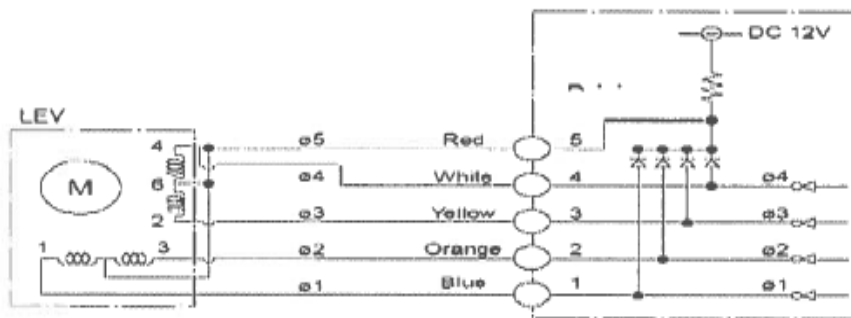 DC 12V
LEV
4 ø5 Red 5
M 6 ø4 White 4 ø4
2 ø3 Yellow 3 ø3
1 3 ø2 Orange 2 ø2
ø1 Blue 1 ø1